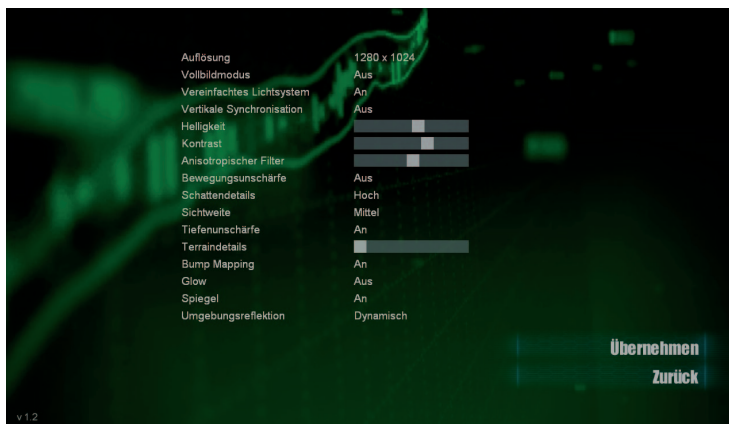 Auflösung 1280 x 1024
Vollbildmodus Aus
Vereinfachtes Lichtsystem An
Vertikale Synchronisation Aus
Helligkeit
Kontrast
Anisotropischer Filter
Bewegungsunschärfe Aus
Schattendetails Hoch
Sichtweite Mittel
Tiefenunschärfe An
Terraindetails
Bump Mapping An
Glow Aus
Spiegel An
Umgebungsreflektion Dynamisch
Übernehmen
Zurück
v 1.2